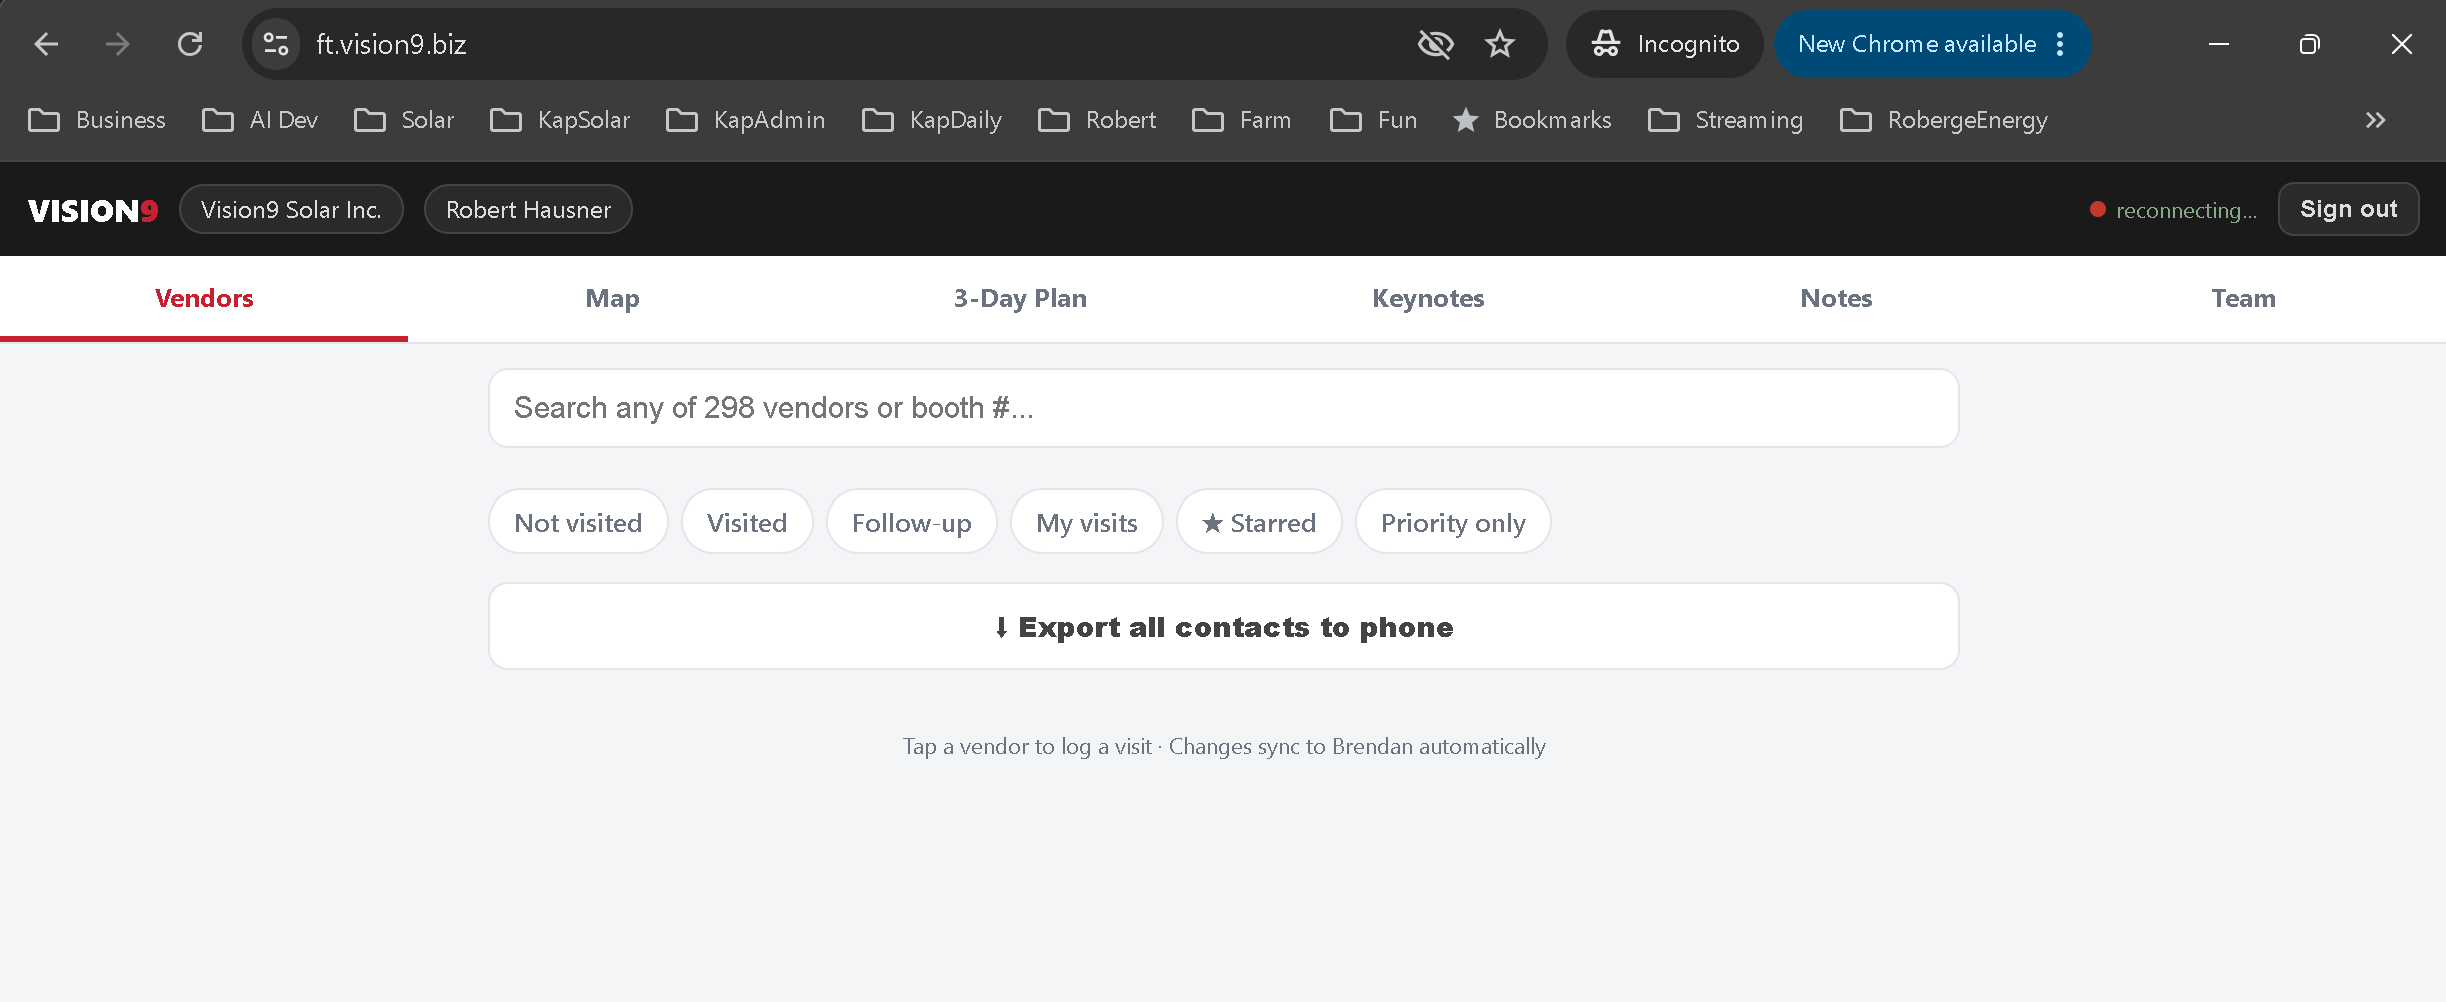 ft.vision9.biz
Incognito
New Chrome available
Business
AI Dev
Solar
KapSolar
KapAdmin
KapDaily
Robert
Farm
Fun
Bookmarks
Streaming
RobergeEnergy
VISION9
Vision9 Solar Inc.
Robert Hausner
reconnecting...
Sign out
Vendors
Map
3-Day Plan
Keynotes
Notes
Team
Search any of 298 vendors or booth #...
Not visited
Visited
Follow-up
My visits
★ Starred
Priority only
⬇ Export all contacts to phone
Tap a vendor to log a visit · Changes sync to Brendan automatically